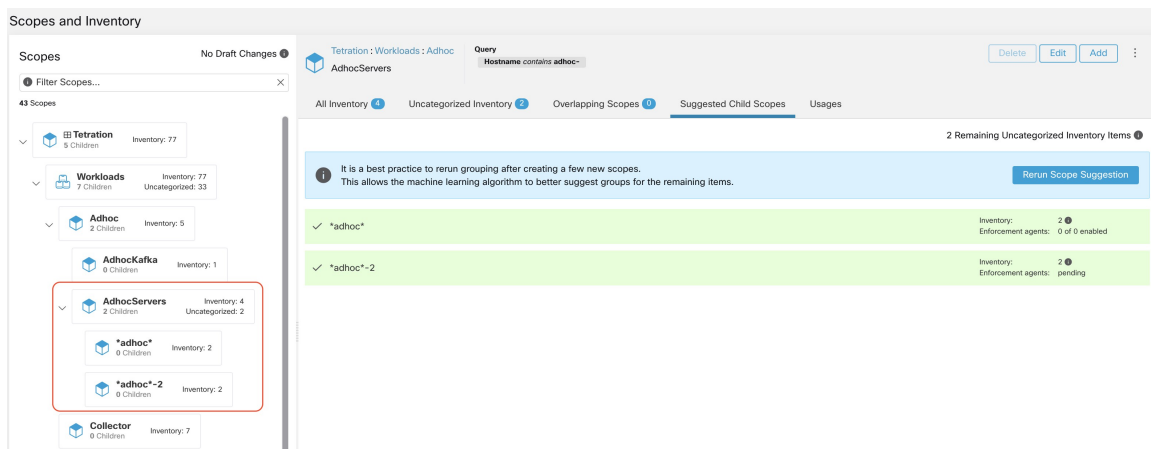 Scopes and Inventory
Scopes
No Draft Changes
Filter Scopes...
43 Scopes
Tetration
5 Children
Inventory: 77
Workloads
7 Children
Inventory: 77
Uncategorized: 33
Adhoc
2 Children
Inventory: 5
AdhocKafka
0 Children
Inventory: 1
AdhocServers
2 Children
Inventory: 4
Uncategorized: 2
*adhoc*
0 Children
Inventory: 2
*adhoc*-2
0 Children
Inventory: 2
Collector
0 Children
Inventory: 7
Tetration : Workloads : Adhoc
AdhocServers
Query
Hostname contains adhoc-
Delete
Edit
Add
All Inventory 4
Uncategorized Inventory 2
Overlapping Scopes 0
Suggested Child Scopes
Usages
2 Remaining Uncategorized Inventory Items
It is a best practice to rerun grouping after creating a few new scopes.
This allows the machine learning algorithm to better suggest groups for the remaining items.
Rerun Scope Suggestion
*adhoc*
Inventory: 2
Enforcement agents: 0 of 0 enabled
*adhoc*-2
Inventory: 2
Enforcement agents: pending